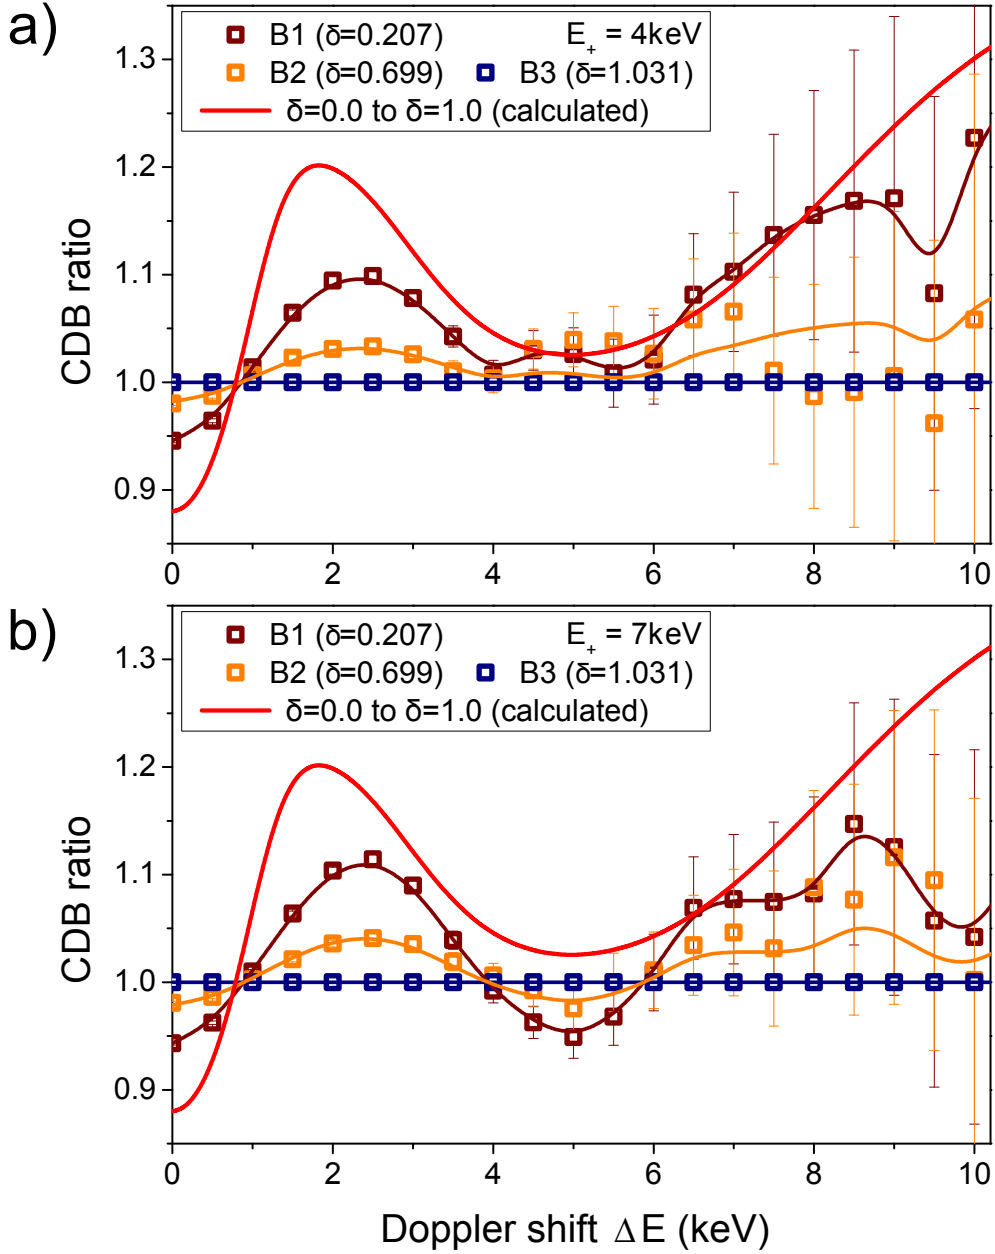 a)
B1 (δ=0.207) E₊ = 4keV
B2 (δ=0.699) B3 (δ=1.031)
δ=0.0 to δ=1.0 (calculated)
1.3
1.2
1.1
1.0
0.9
CDB ratio
0 2 4 6 8 10
b)
B1 (δ=0.207) E₊ = 7keV
B2 (δ=0.699) B3 (δ=1.031)
δ=0.0 to δ=1.0 (calculated)
1.3
1.2
1.1
1.0
0.9
CDB ratio
0 2 4 6 8 10
Doppler shift ΔE (keV)